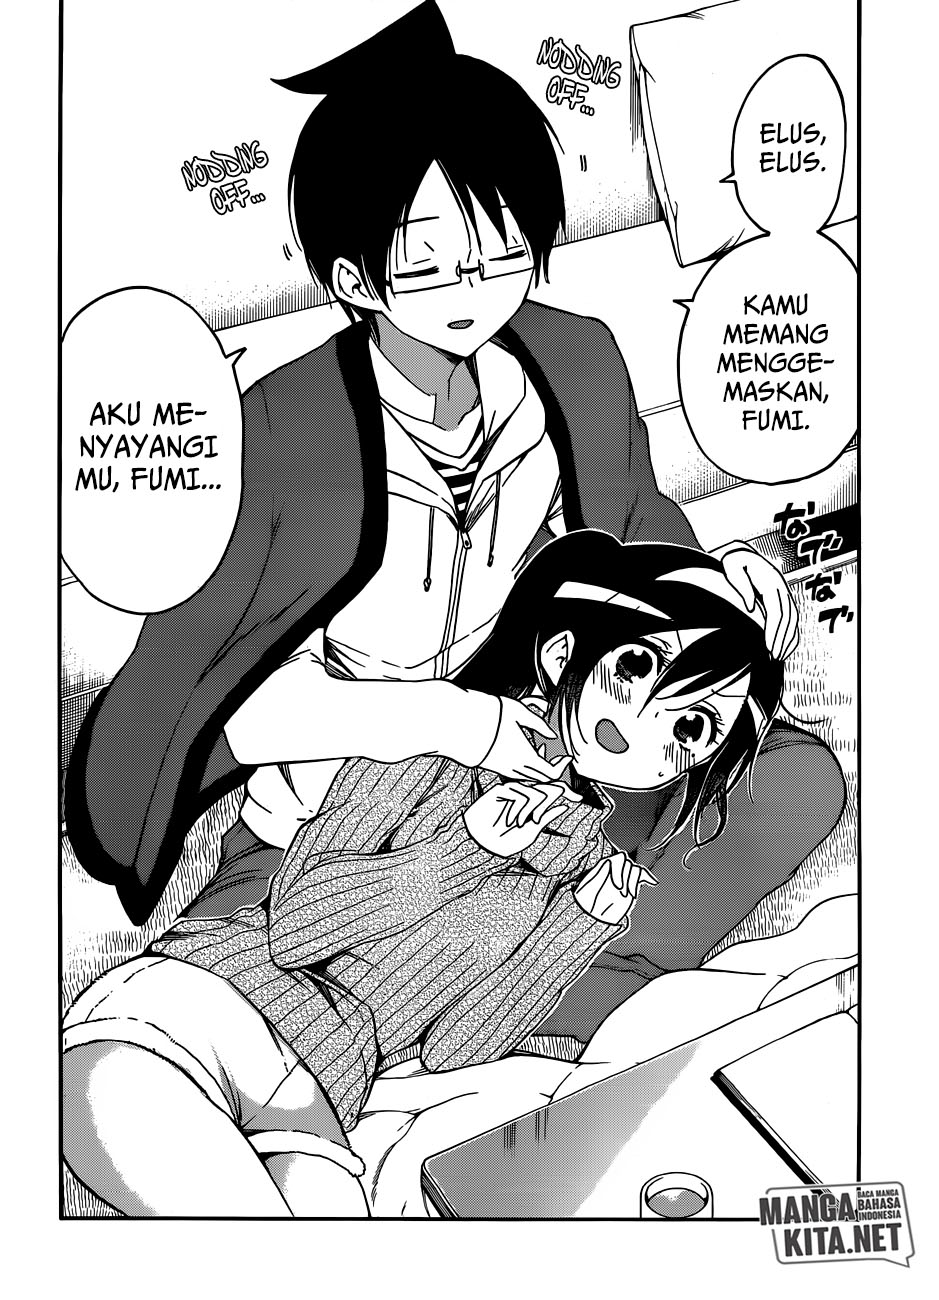 NODDING
OFF...
ELUS,
ELUS.
KAMU
MEMANG
MENGGE-
MASKAN,
FUMI.
NODDING
OFF...
AKU ME-
NYAYANGI
MU, FUMI...
なでなで
MANGA
BACA MANGA
BAHASA
INDONESIA
KITA.NET